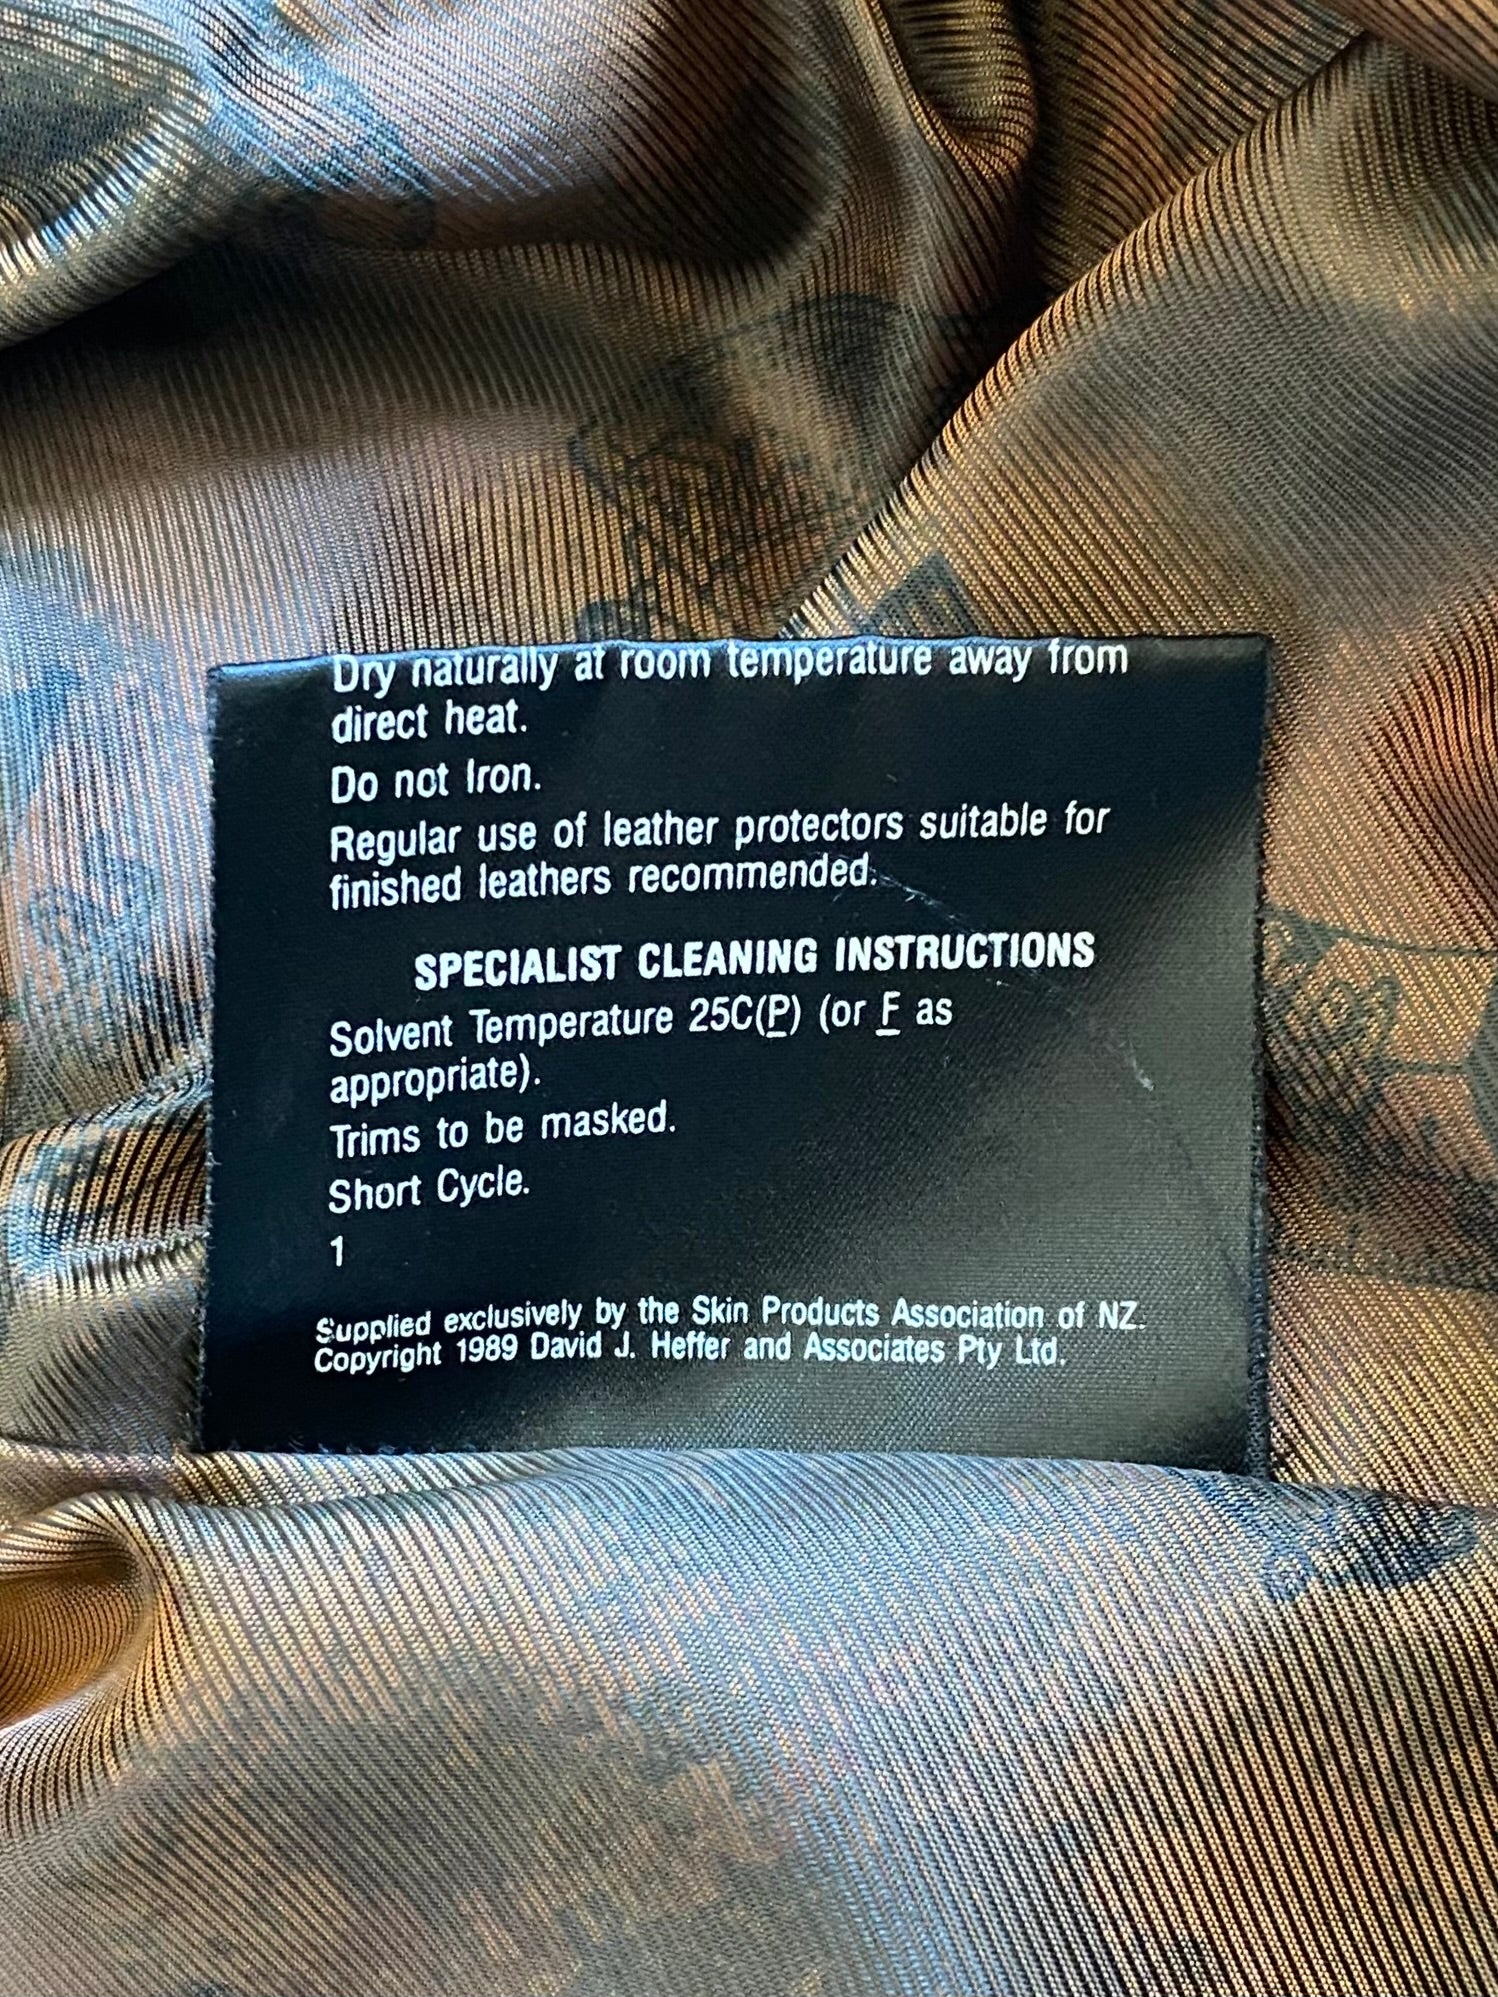 Dry naturally at room temperature away from
direct heat.
Do not Iron.
Regular use of leather protectors suitable for
finished leathers recommended.
SPECIALIST CLEANING INSTRUCTIONS
Solvent Temperature 25C(P) (or F as
appropriate).
Trims to be masked.
Short Cycle.
1
Supplied exclusively by the Skin Products Association of NZ.
Copyright 1989 David J. Heffer and Associates Pty Ltd.